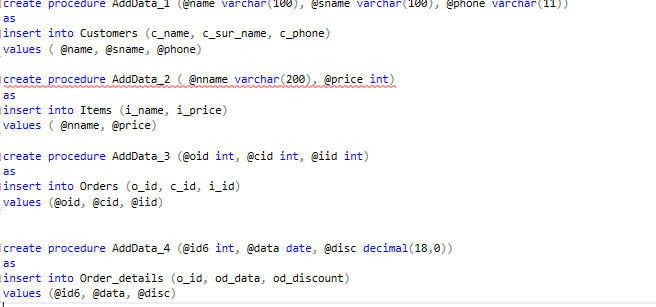 create procedure AddData_1 (@name varchar(100), @sname varchar(100), @phone varchar(11))
as
insert into Customers (c_name, c_sur_name, c_phone)
values ( @name, @sname, @phone)
create procedure AddData_2 ( @nname varchar(200), @price int)
as
insert into Items (i_name, i_price)
values ( @nname, @price)
create procedure AddData_3 (@oid int, @cid int, @iid int)
as
insert into Orders (o_id, c_id, i_id)
values (@oid, @cid, @iid)
create procedure AddData_4 (@id6 int, @data date, @disc decimal(18,0))
as
insert into Order_details (o_id, od_data, od_discount)
values (@id6, @data, @disc)